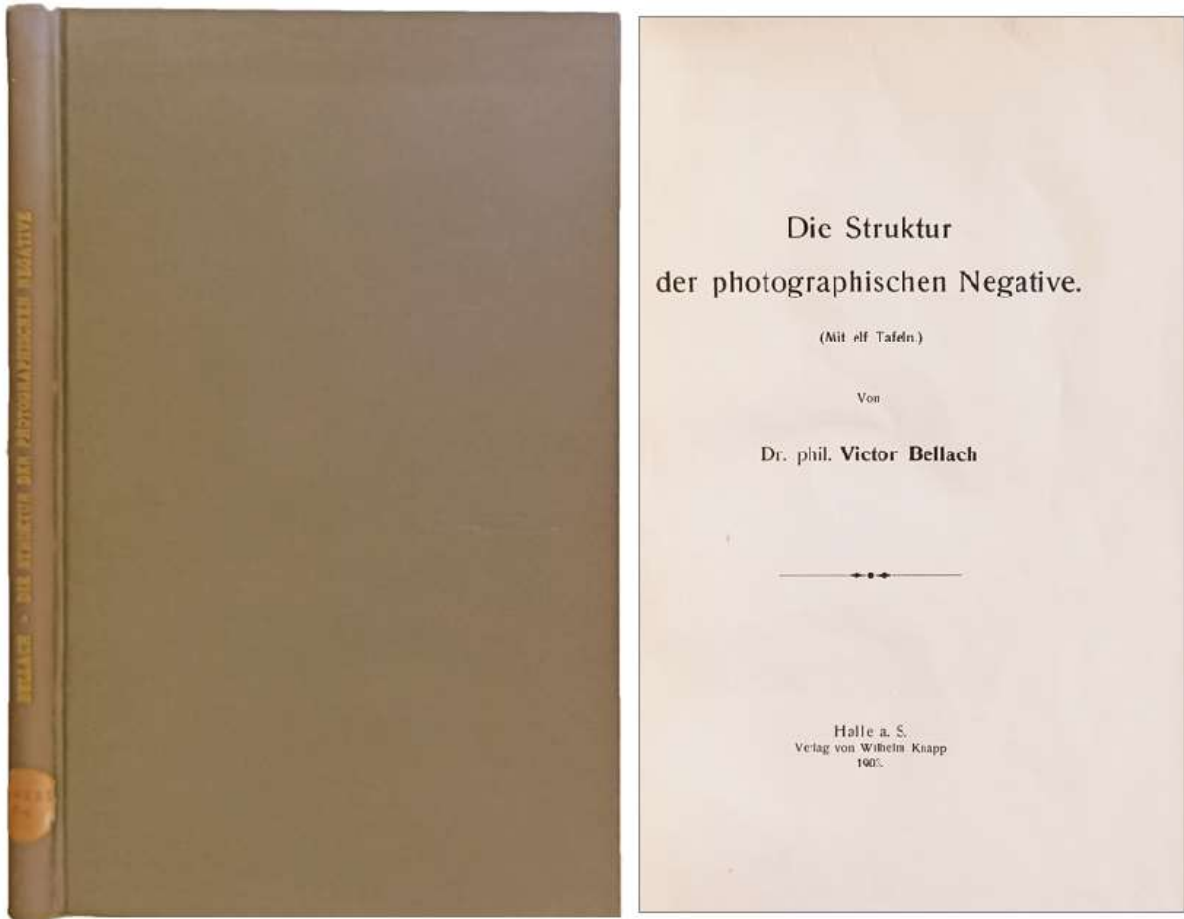 BELLACH - DIE STRUKTUR DER PHOTOGRAPHISCHEN NEGATIVE
Die Struktur
der photographischen Negative.
(Mit elf Tafeln.)
Von
Dr. phil. Victor Bellach
Halle a. S.
Verlag von Wilhelm Knapp